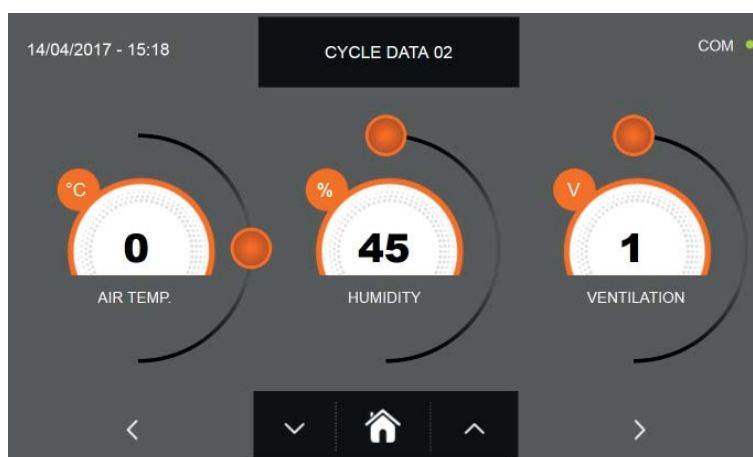 14/04/2017 - 15:18
CYCLE DATA 02
COM
°C
%
V
0
45
1
AIR TEMP.
HUMIDITY
VENTILATION